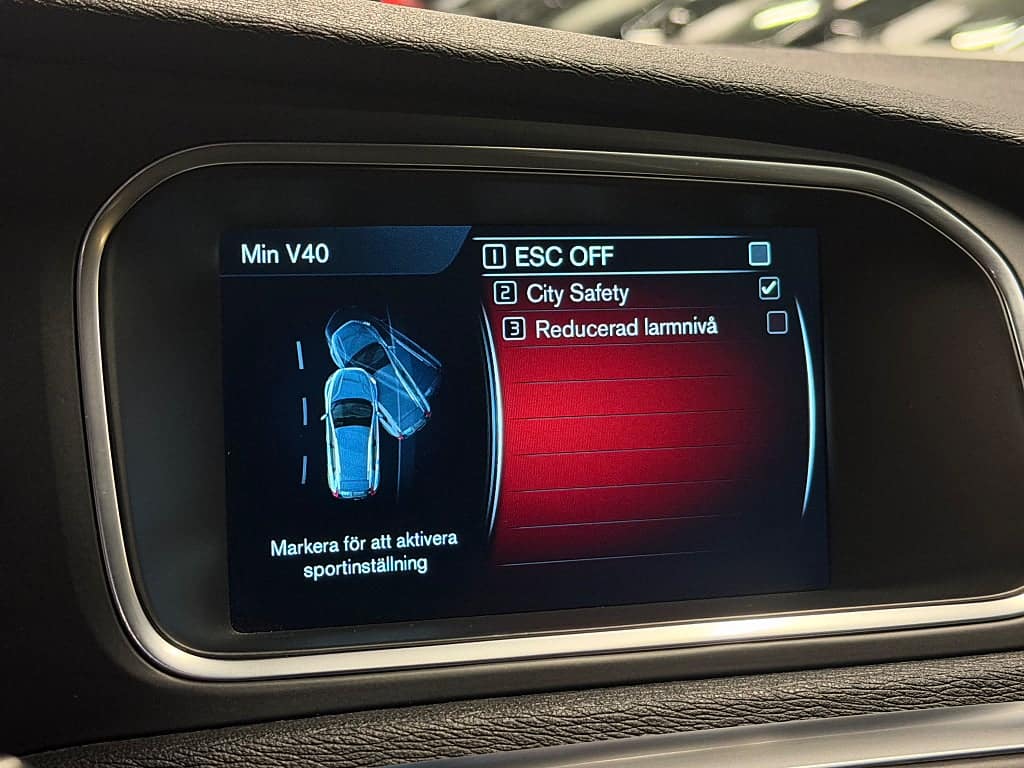 Min V40
1 ESC OFF
2 City Safety
3 Reducerad larmnivå
Markera för att aktivera
sportinställning